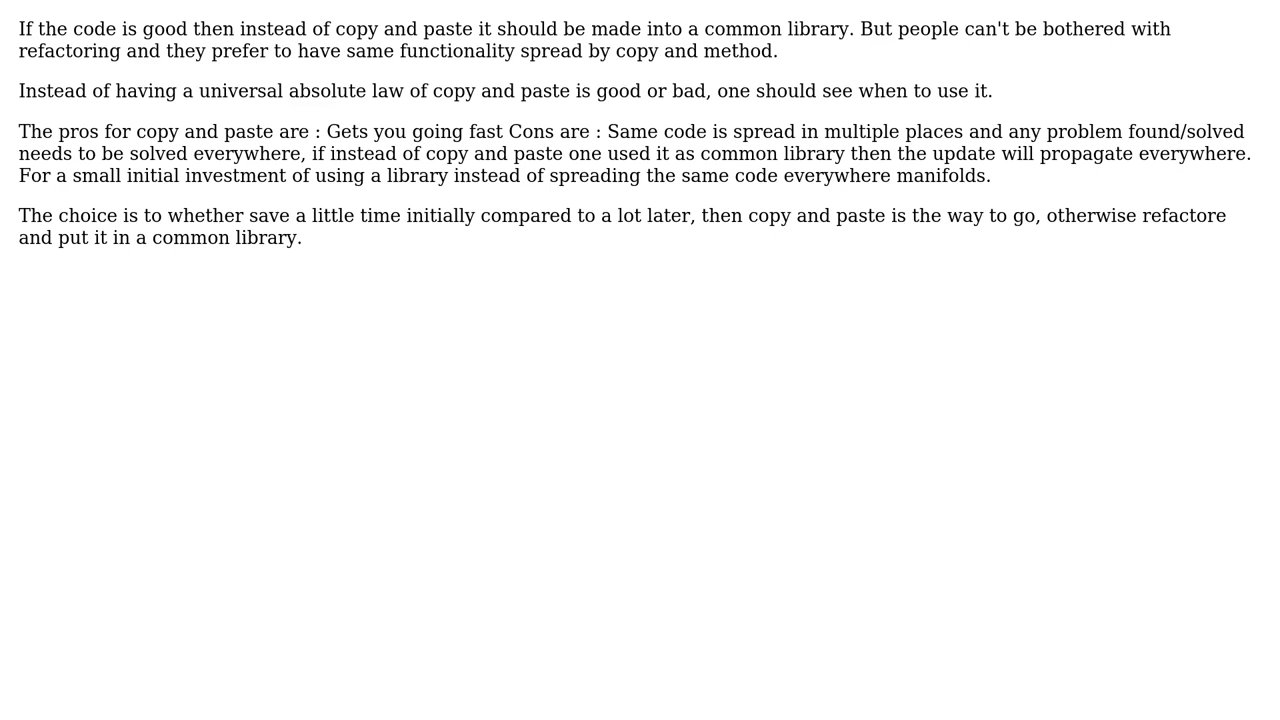 If the code is good then instead of copy and paste it should be made into a common library. But people can't be bothered with
refactoring and they prefer to have same functionality spread by copy and method.
Instead of having a universal absolute law of copy and paste is good or bad, one should see when to use it.
The pros for copy and paste are : Gets you going fast Cons are : Same code is spread in multiple places and any problem found/solved
needs to be solved everywhere, if instead of copy and paste one used it as common library then the update will propagate everywhere.
For a small initial investment of using a library instead of spreading the same code everywhere manifolds.
The choice is to whether save a little time initially compared to a lot later, then copy and paste is the way to go, otherwise refactore
and put it in a common library.